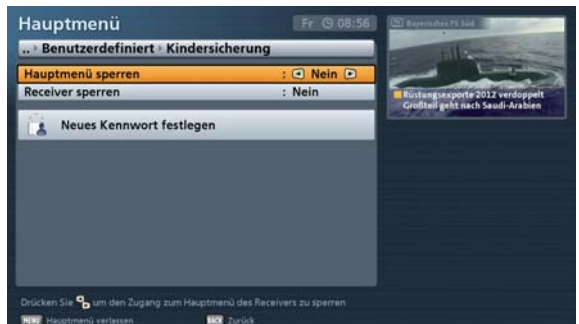 Hauptmenü
Fr 08:56
.. Benutzerdefiniert Kindersicherung
Hauptmenü sperren : Nein
Receiver sperren : Nein
Neues Kennwort festlegen
Bayerisches FS Süd
Rüstungsexporte 2012 verdoppelt
Großteil geht nach Saudi-Arabien
Drücken Sie um den Zugang zum Hauptmenü des Receivers zu sperren
MENU Hauptmenü verlassen BACK Zurück